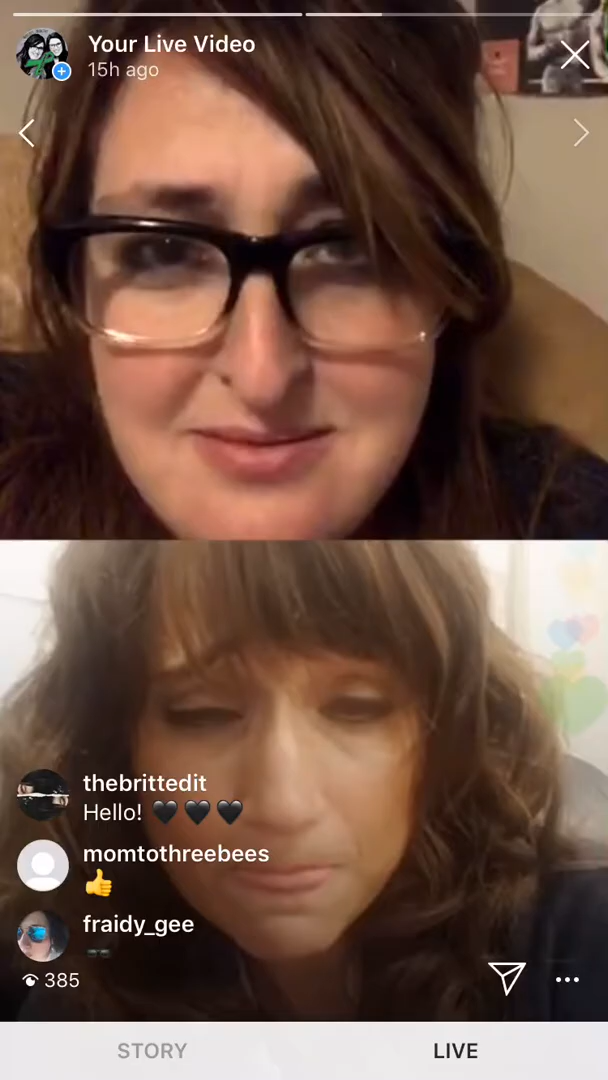 Your Live Video
15h ago
thebrittedit
Hello! 🖤 🖤 🖤
momtothreebees
👍
fraidy_gee
385
STORY
LIVE